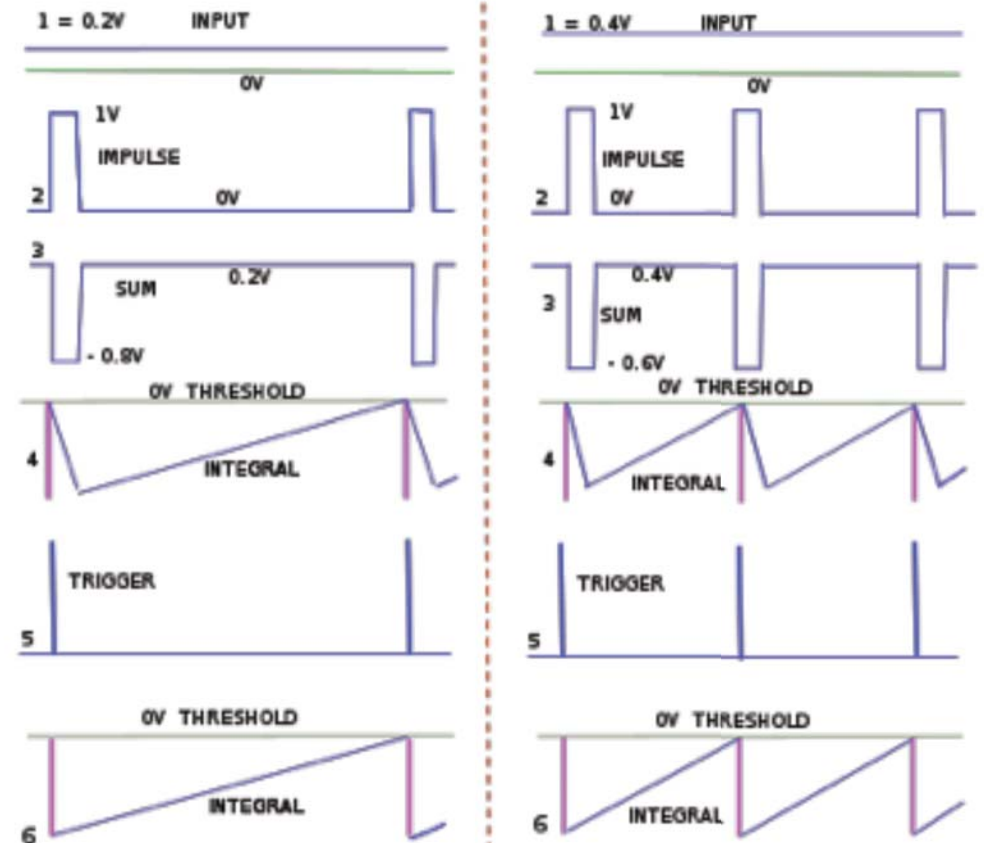 1 = 0.2V INPUT
0V
1V
IMPULSE
2 0V
3
0.2V
SUM
- 0.8V
0V THRESHOLD
4 INTEGRAL
TRIGGER
5
0V THRESHOLD
INTEGRAL
6
1 = 0.4V INPUT
0V
1V
IMPULSE
2 0V
0.4V
3
SUM
- 0.6V
0V THRESHOLD
4
INTEGRAL
TRIGGER
5
0V THRESHOLD
6 INTEGRAL